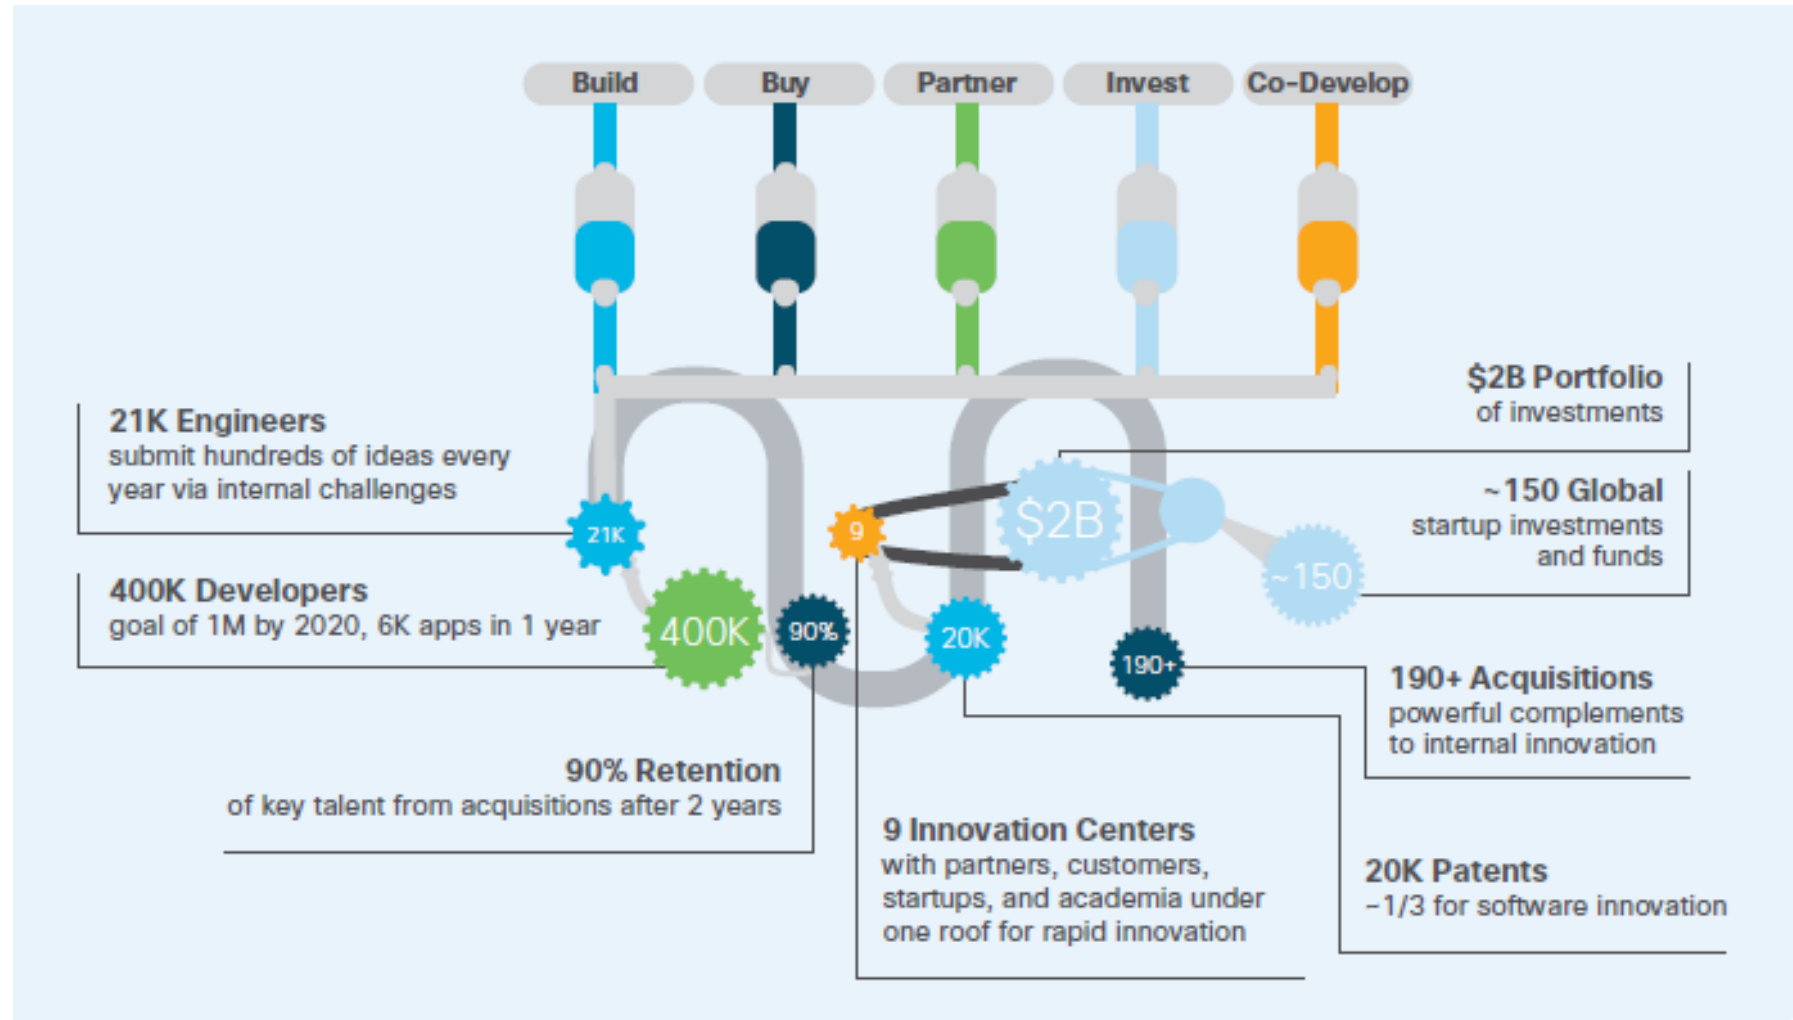 Build
Buy
Partner
Invest
Co-Develop
$2B Portfolio
of investments
21K Engineers
submit hundreds of ideas every
year via internal challenges
~150 Global
startup investments
and funds
21K
9
$2B
~150
400K Developers
goal of 1M by 2020, 6K apps in 1 year
400K
90%
20K
190+
190+ Acquisitions
powerful complements
to internal innovation
90% Retention
of key talent from acquisitions after 2 years
9 Innovation Centers
with partners, customers,
startups, and academia under
one roof for rapid innovation
20K Patents
~1/3 for software innovation